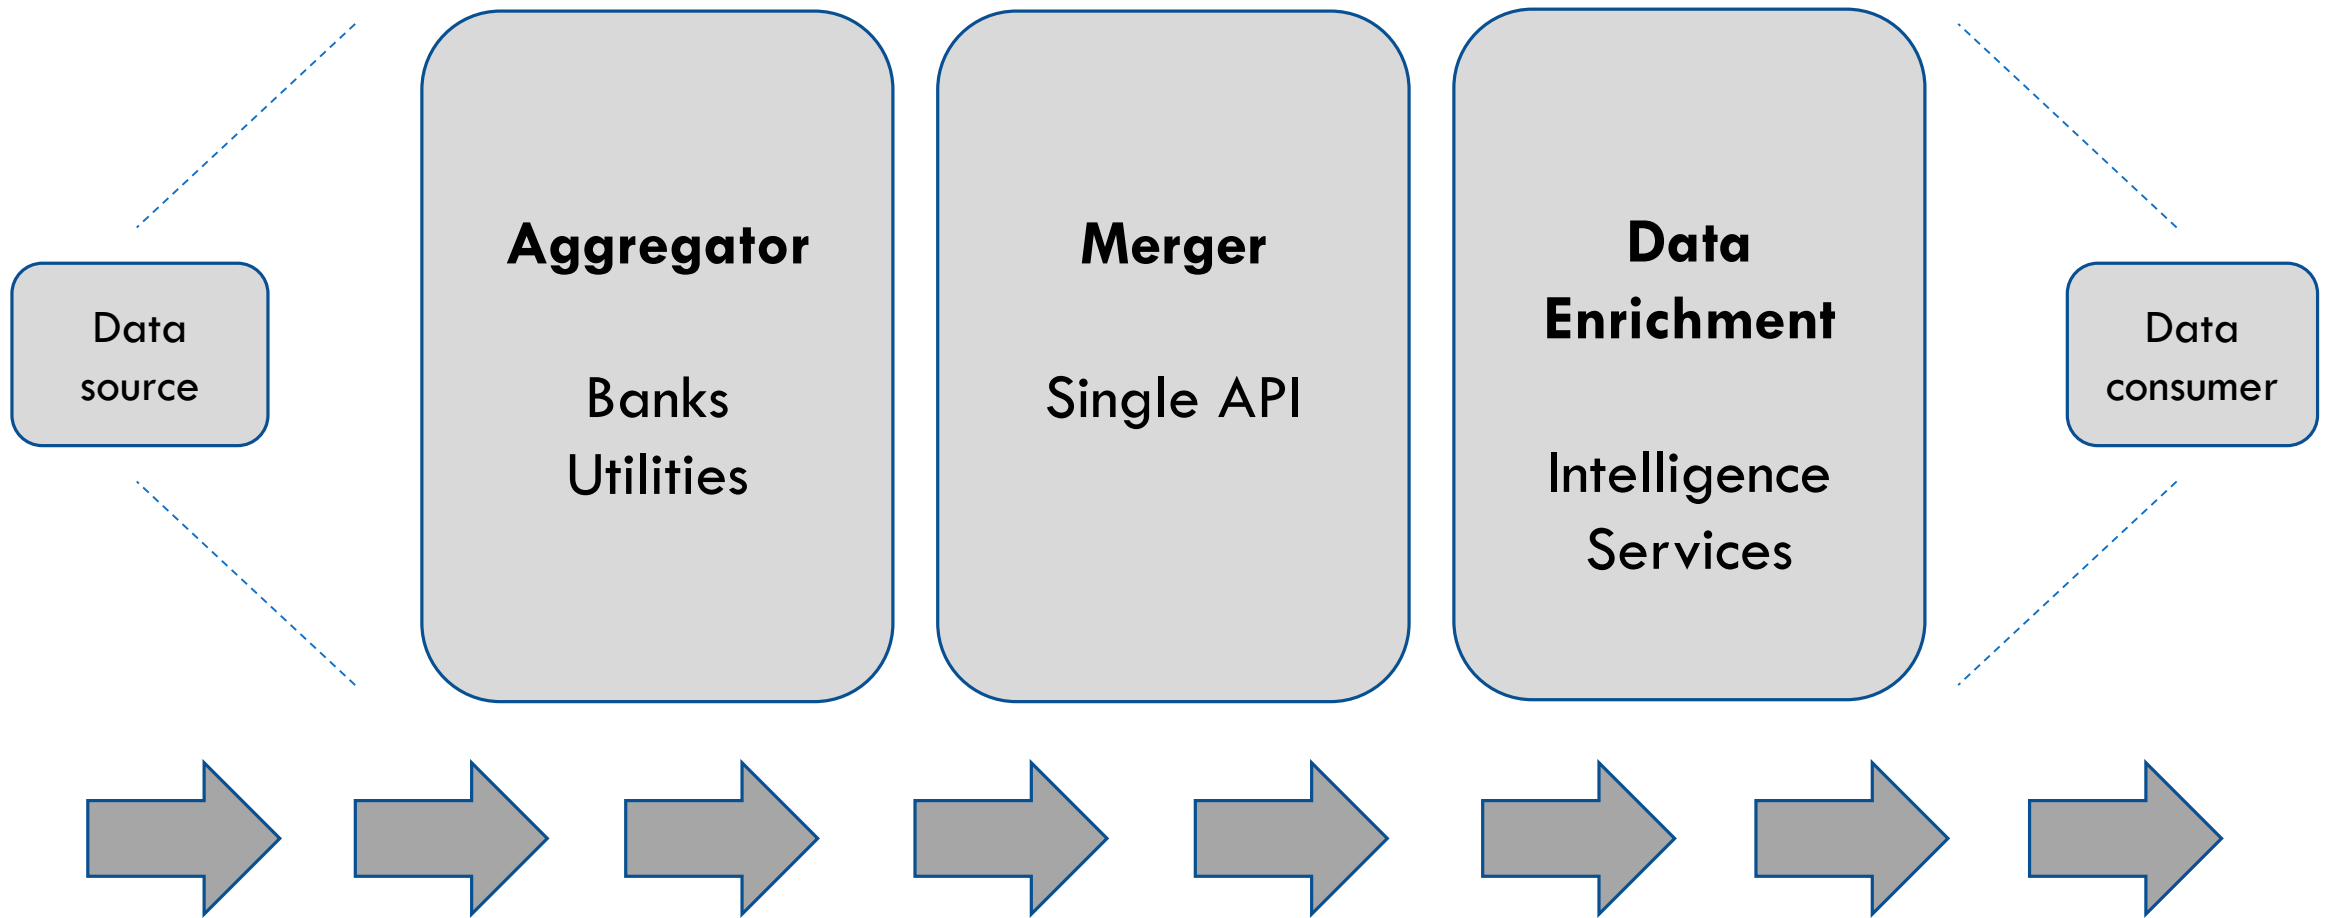 Data
source
Aggregator
Banks
Utilities
Merger
Single API
Data
Enrichment
Intelligence
Services
Data
consumer